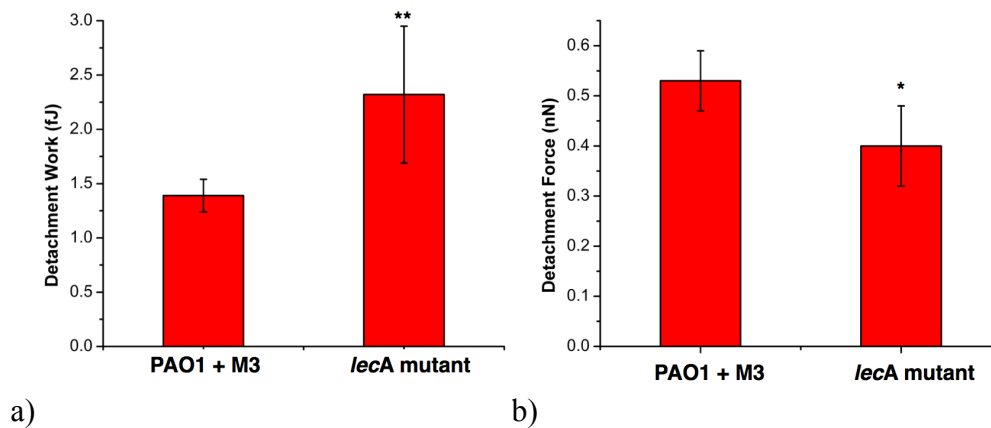 3.0
2.5
2.0
1.5
1.0
0.5
0.0
Detachment Work (fJ)
**
PAO1 + M3
lecA mutant
a)
0.6
0.5
0.4
0.3
0.2
0.1
0.0
Detachment Force (nN)
*
PAO1 + M3
lecA mutant
b)